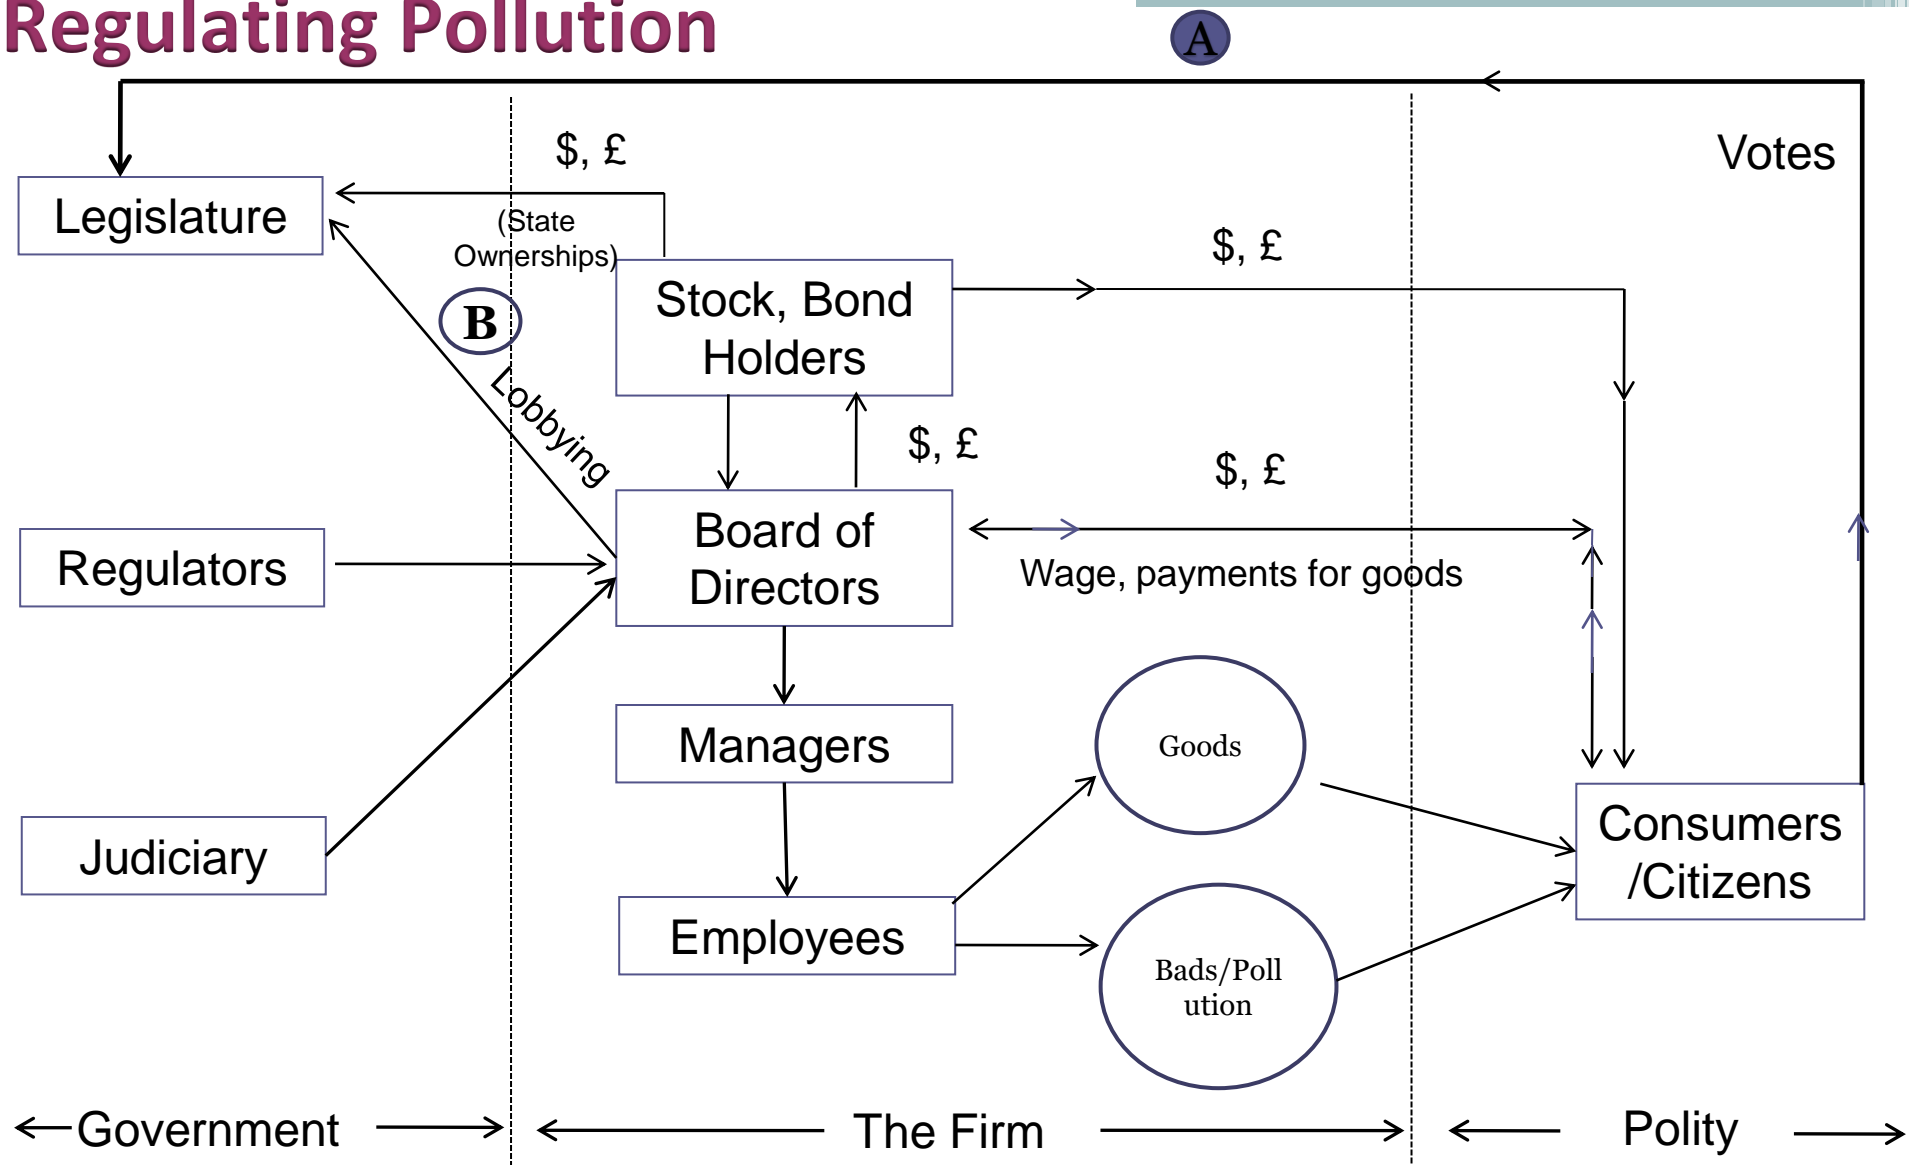 Regulating Pollution
A
$, £
Votes
Legislature
(State
Ownerships)
$, £
Stock, Bond
Holders
B
Lobbying
$, £
$, £
Board of
Directors
Regulators
Wage, payments for goods
Managers
Goods
Judiciary
Consumers
/Citizens
Employees
Bads/Poll
ution
Government
The Firm
Polity